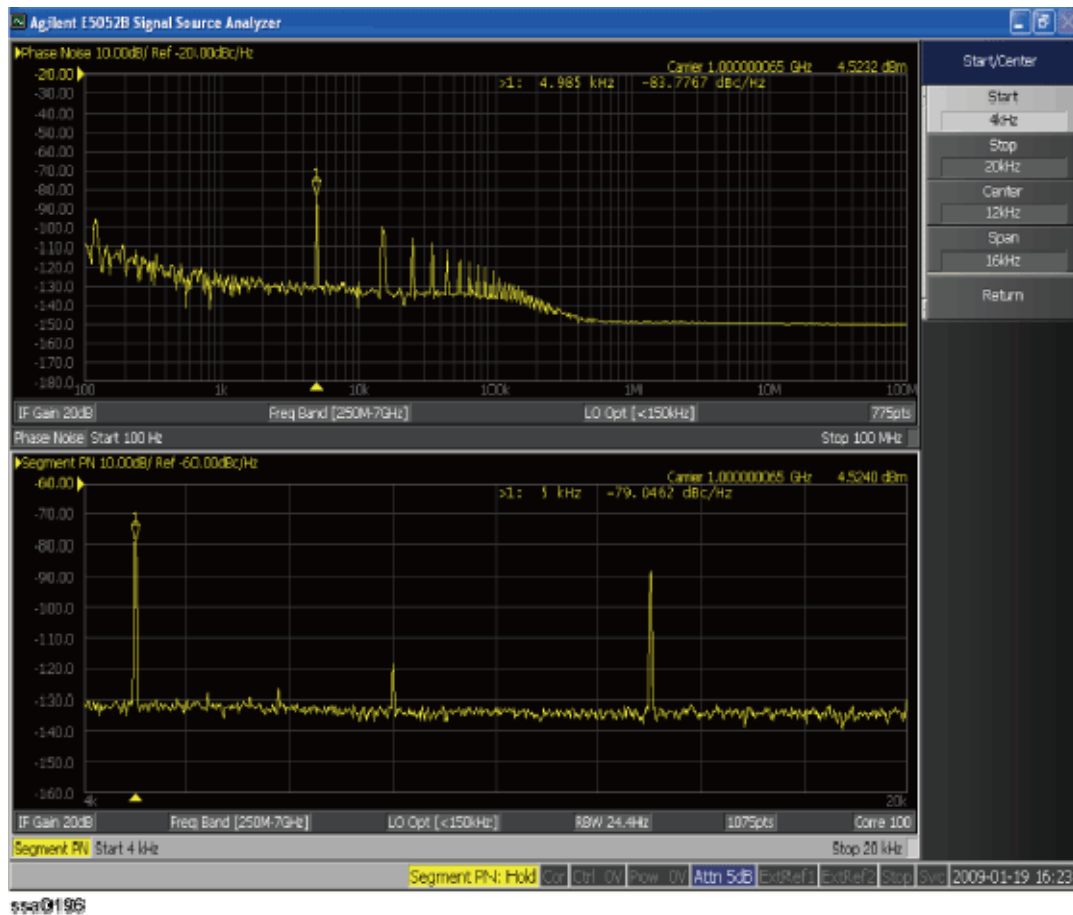 Agilent E5052B Signal Source Analyzer
Phase Noise 10.00dB/ Ref -20.00dBc/Hz
Carrier 1.000000065 GHz 4.5232 dBm
>1: 4.985 kHz -83.7767 dBc/Hz
-20.00
-30.00
-40.00
-50.00
-60.00
-70.00
-80.00
-90.00
-100.0
-110.0
-120.0
-130.0
-140.0
-150.0
-160.0
-170.0
-180.0
1
100 1k 10k 100k 1M 10M 100M
IF Gain 20dB Freq Band [250M-7GHz] LO Opt [<150kHz] 775pts
Phase Noise Start 100 Hz Stop 100 MHz
Segment PN 10.00dB/ Ref -60.00dBc/Hz
Carrier 1.000000065 GHz 4.5240 dBm
>1: 5 kHz -79.0462 dBc/Hz
-60.00
-70.00
-80.00
-90.00
-100.0
-110.0
-120.0
-130.0
-150.0
-160.0
1
4k 20k
IF Gain 20dB Freq Band [250M-7GHz] LO Opt [<150kHz] RBW 24.4Hz 1075pts Corre 100
Segment PN Start 4 kHz Stop 20 kHz
Segment PN: Hold Cor Ctrl 0V Pow 0V Attn 5dB ExtRef1 ExtRef2 Stop Svc 2009-01-19 16:23
Start/Center
Start
4kHz
Stop
20kHz
Center
12kHz
Span
16kHz
Return
ssa0196